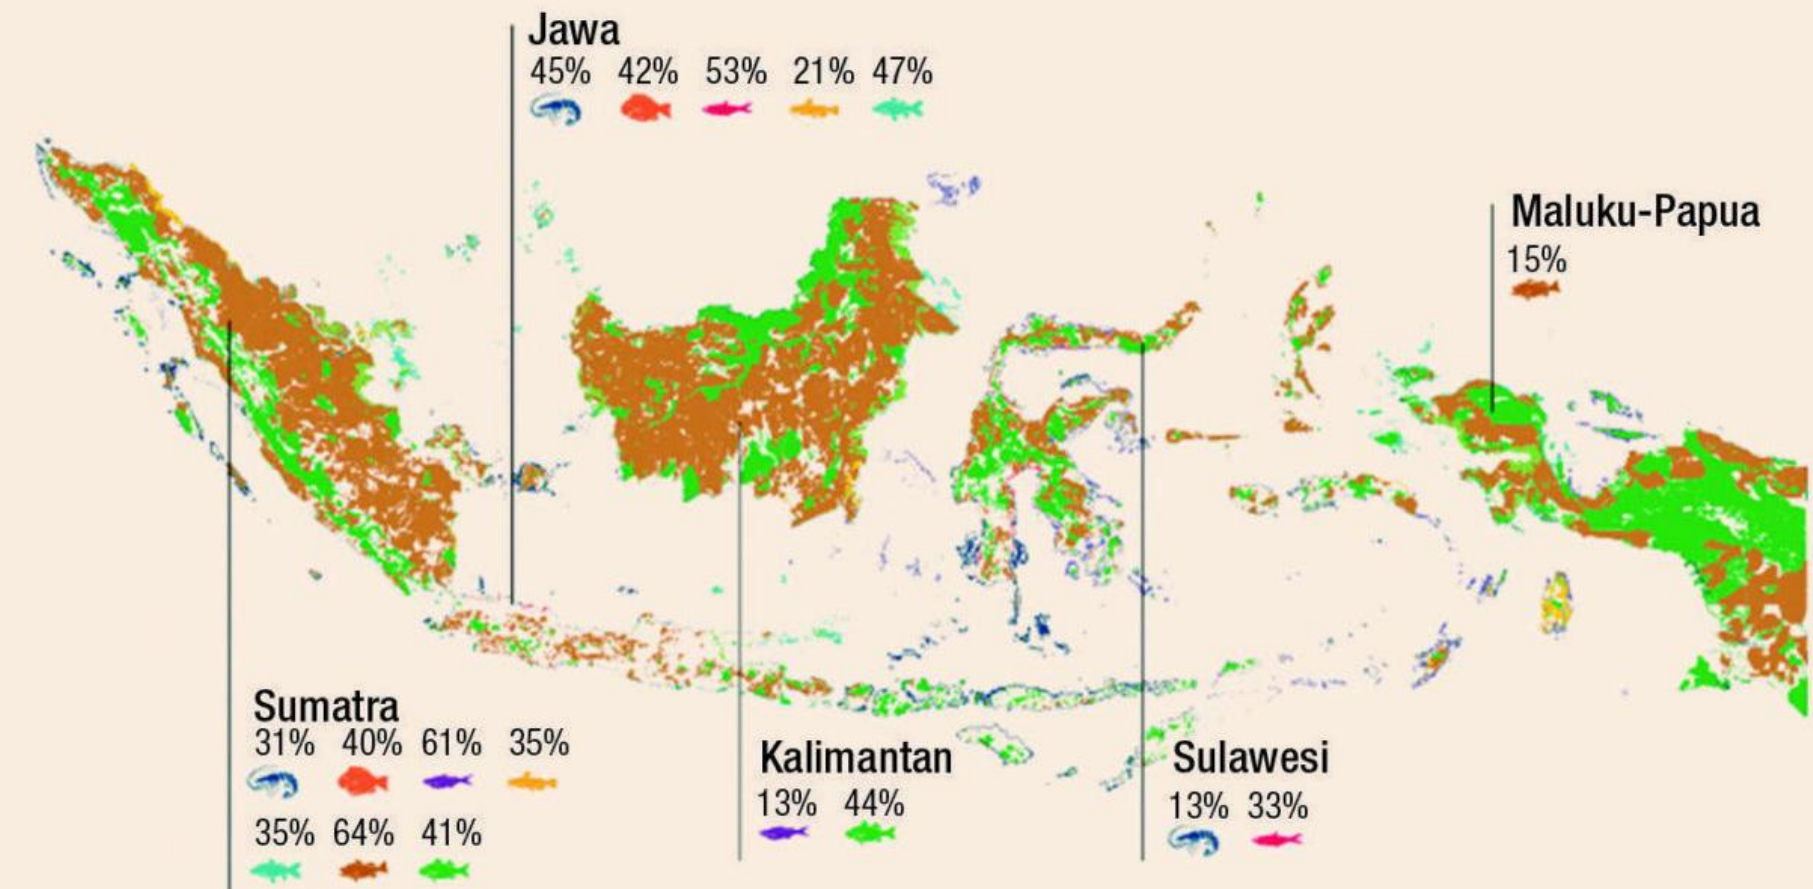 Jawa
45% 42% 53% 21% 47%
Maluku-Papua
15%
Sumatra
31% 40% 61% 35%
35% 64% 41%
Kalimantan
13% 44%
Sulawesi
13% 33%